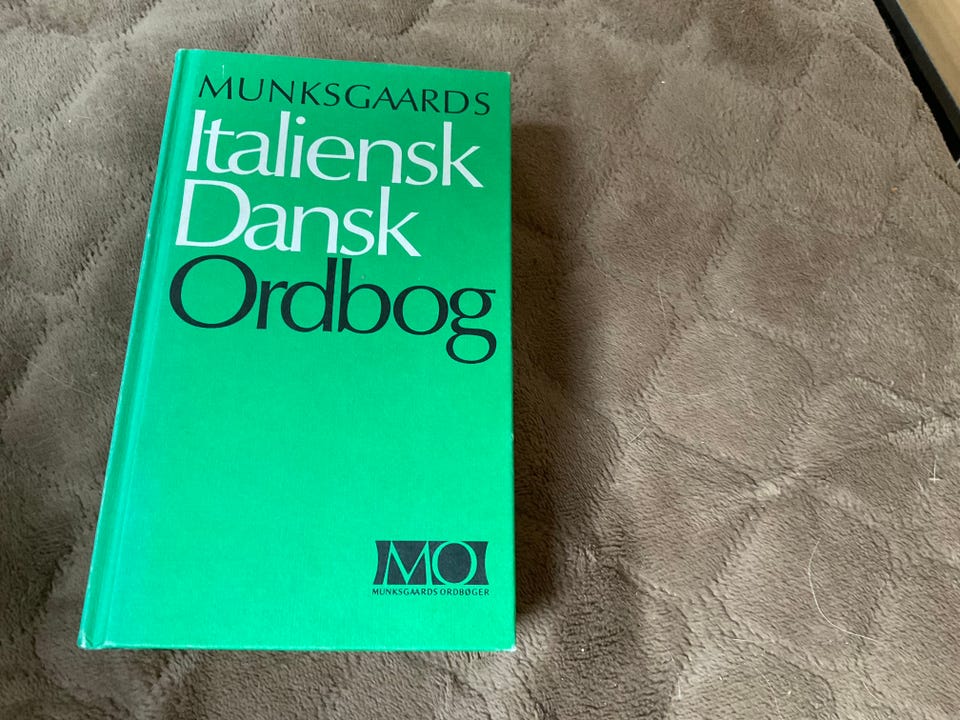 MUNKSGAARDS
Italiensk
Dansk
Ordbog
MO
MUNKSGAARDS ORDBØGER